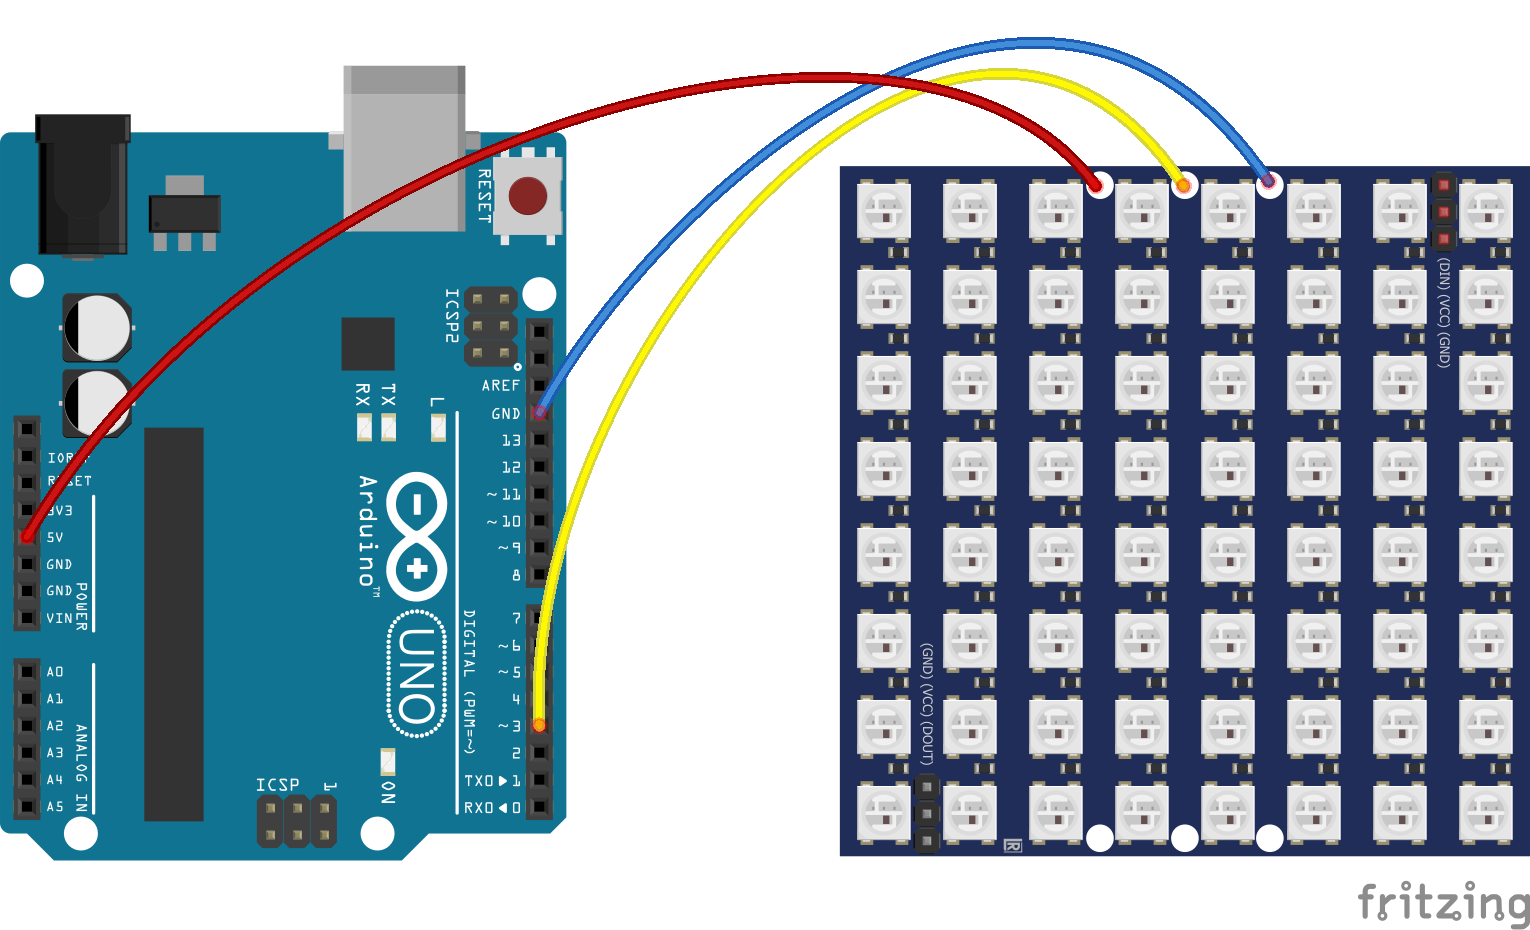 RESET
ICSP2
AREF
GND
13
12
~11
~10
~9
8
7
~6
~5
4
~3
2
TX0▶1
RX0◀0
RX
TX
L
IOREF
RESET
3V3
5V
GND
GND
VIN
POWER
A0
A1
A2
A3
A4
A5
ANALOG IN
Arduino™
UNO
DIGITAL (PWM=~)
ICSP
1
ON
(DIN) (VCC) (GND)
(GND) (VCC) (DOUT)
R
fritzing